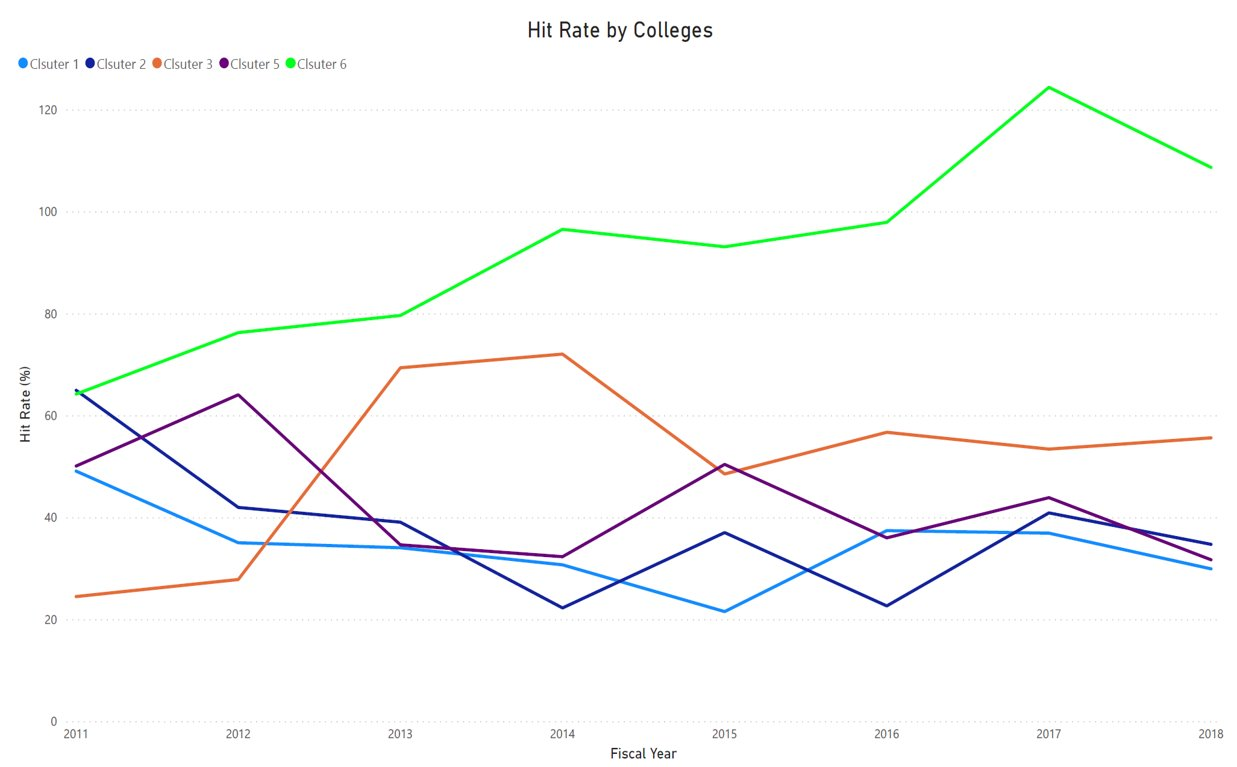 Hit Rate by Colleges
Clsuter 1 Clsuter 2 Clsuter 3 Clsuter 5 Clsuter 6
120
100
80
60
40
20
0
Hit Rate (%)
2011 2012 2013 2014 2015 2016 2017 2018
Fiscal Year